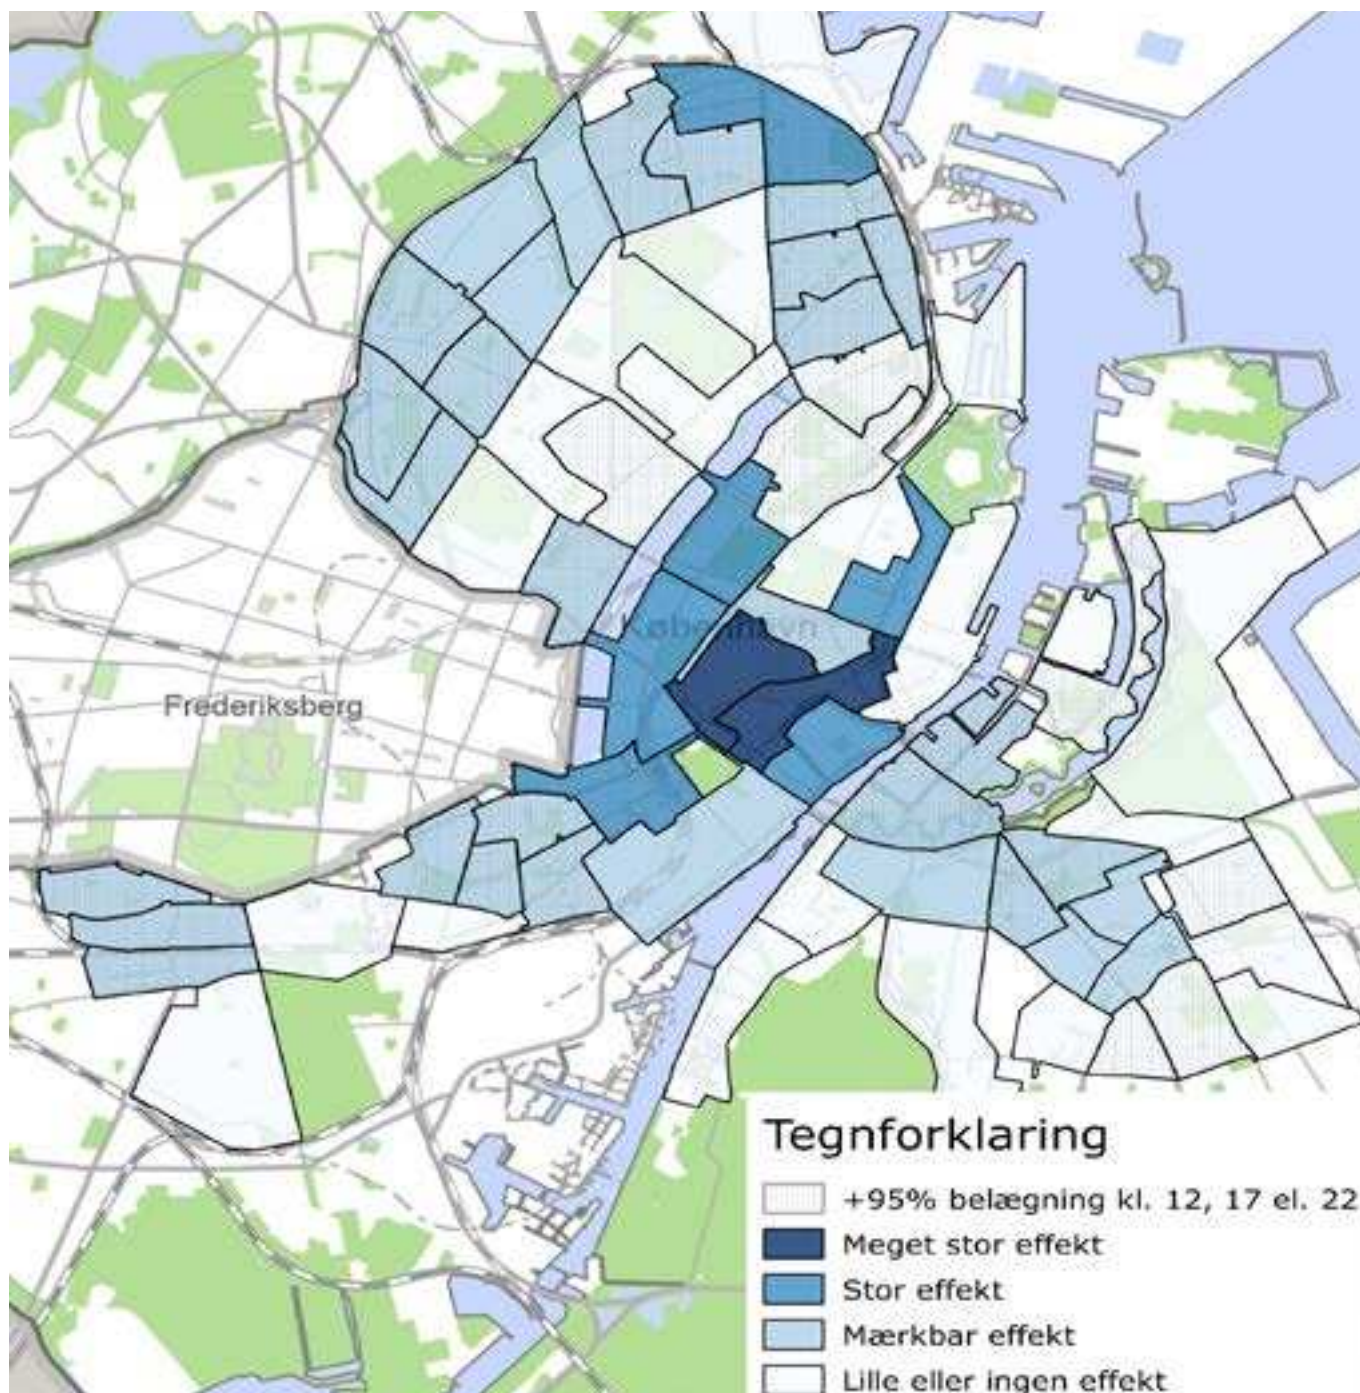 København
Frederiksberg
Tegnforklaring
+95% belægning kl. 12, 17 el. 22
Meget stor effekt
Stor effekt
Mærkbar effekt
Lille eller ingen effekt